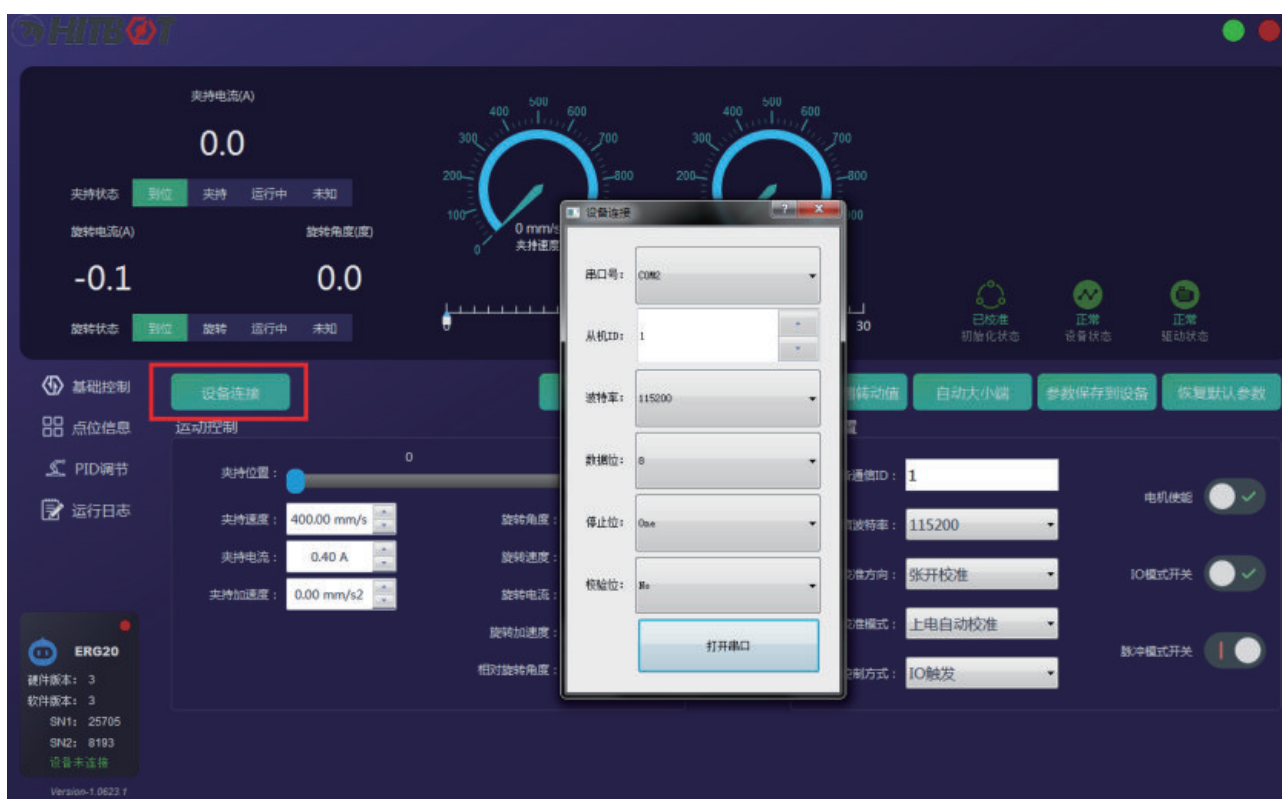 HITBOT
夹持电流(A)
0.0
夹持状态 到位 夹持 运行中 未知
旋转电流(A) 旋转角度(度)
-0.1 0.0
旋转状态 到位 旋转 运行中 未知
0 100 200 300 400 500 600 700 800
0 mm/s
夹持速度
200 300 400 500 600 700 800
30
已校准 正常 正常
初始化状态 设备状态 驱动状态
基础控制
点位信息
PID调节
运行日志
设备连接
转动值 自动大小端 参数保存到设备 恢复默认参数
运动控制
置
0
夹持位置：
夹持速度： 400.00 mm/s
夹持电流： 0.40 A
夹持加速度： 0.00 mm/s2
旋转角度：
旋转速度：
旋转电流：
旋转加速度：
相对旋转角度：
设备连接
串口号： COM2
从机ID： 1
波特率： 115200
数据位： 8
停止位： One
校验位： No
打开串口
通信ID： 1
波特率： 115200
准方向： 张开校准
准模式： 上电自动校准
制方式： IO触发
电机使能
IO模式开关
脉冲模式开关
ERG20
硬件版本： 3
软件版本： 3
SN1： 25705
SN2： 8193
设备未连接
Version-1.0623.1